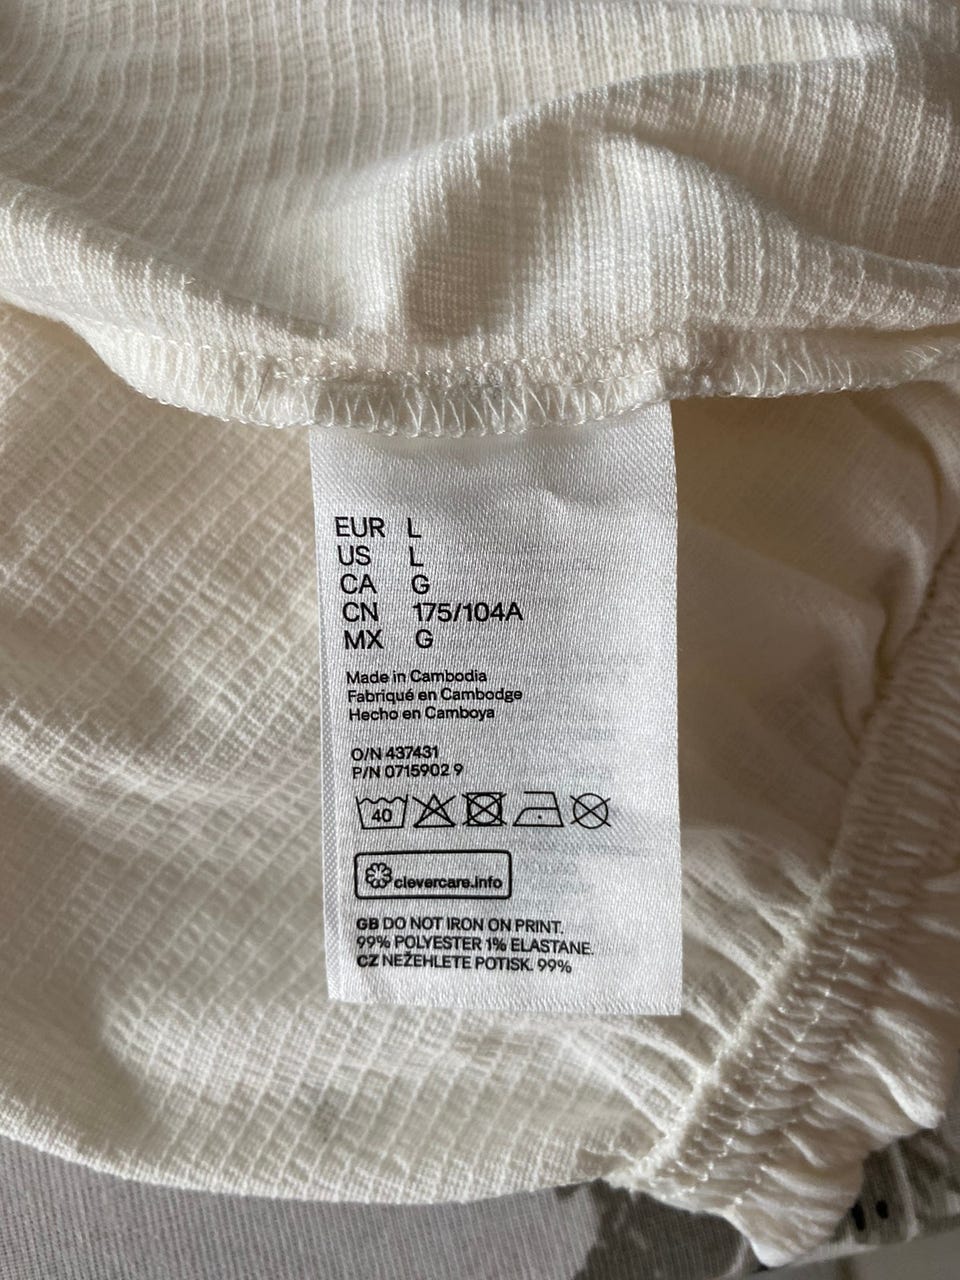 EUR L
US L
CA G
CN 175/104A
MX G
Made in Cambodia
Fabriqué en Cambodge
Hecho en Camboya
O/N 437431
P/N 0715902 9
40
clevercare.info
GB DO NOT IRON ON PRINT.
99% POLYESTER 1% ELASTANE.
CZ NEŽEHLETE POTISK. 99%